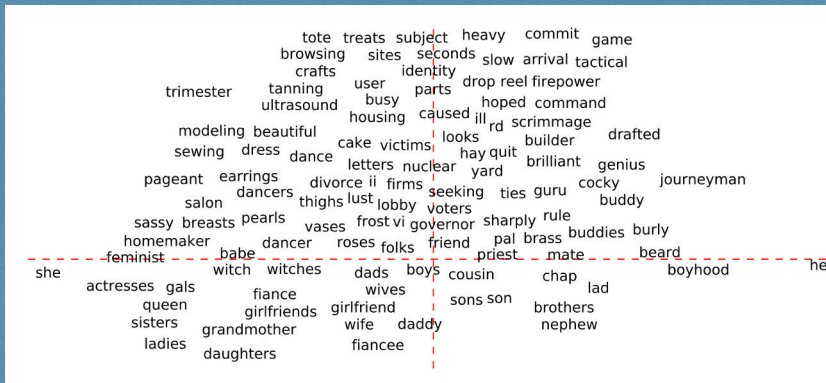 tote treats subject heavy commit game
browsing sites seconds slow arrival tactical
crafts identity
trimester tanning user parts drop reel firepower
ultrasound busy hoped command
housing caused ill rd scrimmage
modeling beautiful looks builder drafted
sewing dress dance cake victims hay quit
letters nuclear yard brilliant genius
pageant earrings divorce ii firms seeking ties guru cocky journeyman
salon dancers thighs lust lobby voters buddy
sassy breasts pearls vases frost vi governor sharply rule
homemaker dancer roses folks friend pal brass buddies burly
feminist babe priest mate beard
she witch witches dads boys cousin chap boyhood he
actresses gals fiance wives lad
queen girlfriends girlfriend sons son brothers
sisters grandmother wife daddy nephew
ladies daughters fiancee